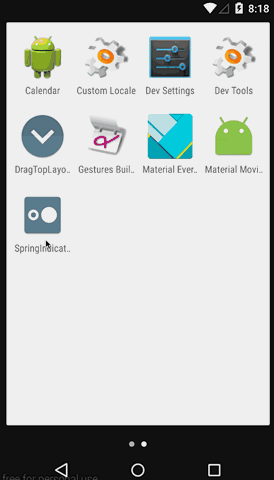 8:18
Calendar
Custom Locale
Dev Settings
Dev Tools
DragTopLayo..
Gestures Buil..
Material Ever..
Material Movi..
SpringIndicat..
free for personal use